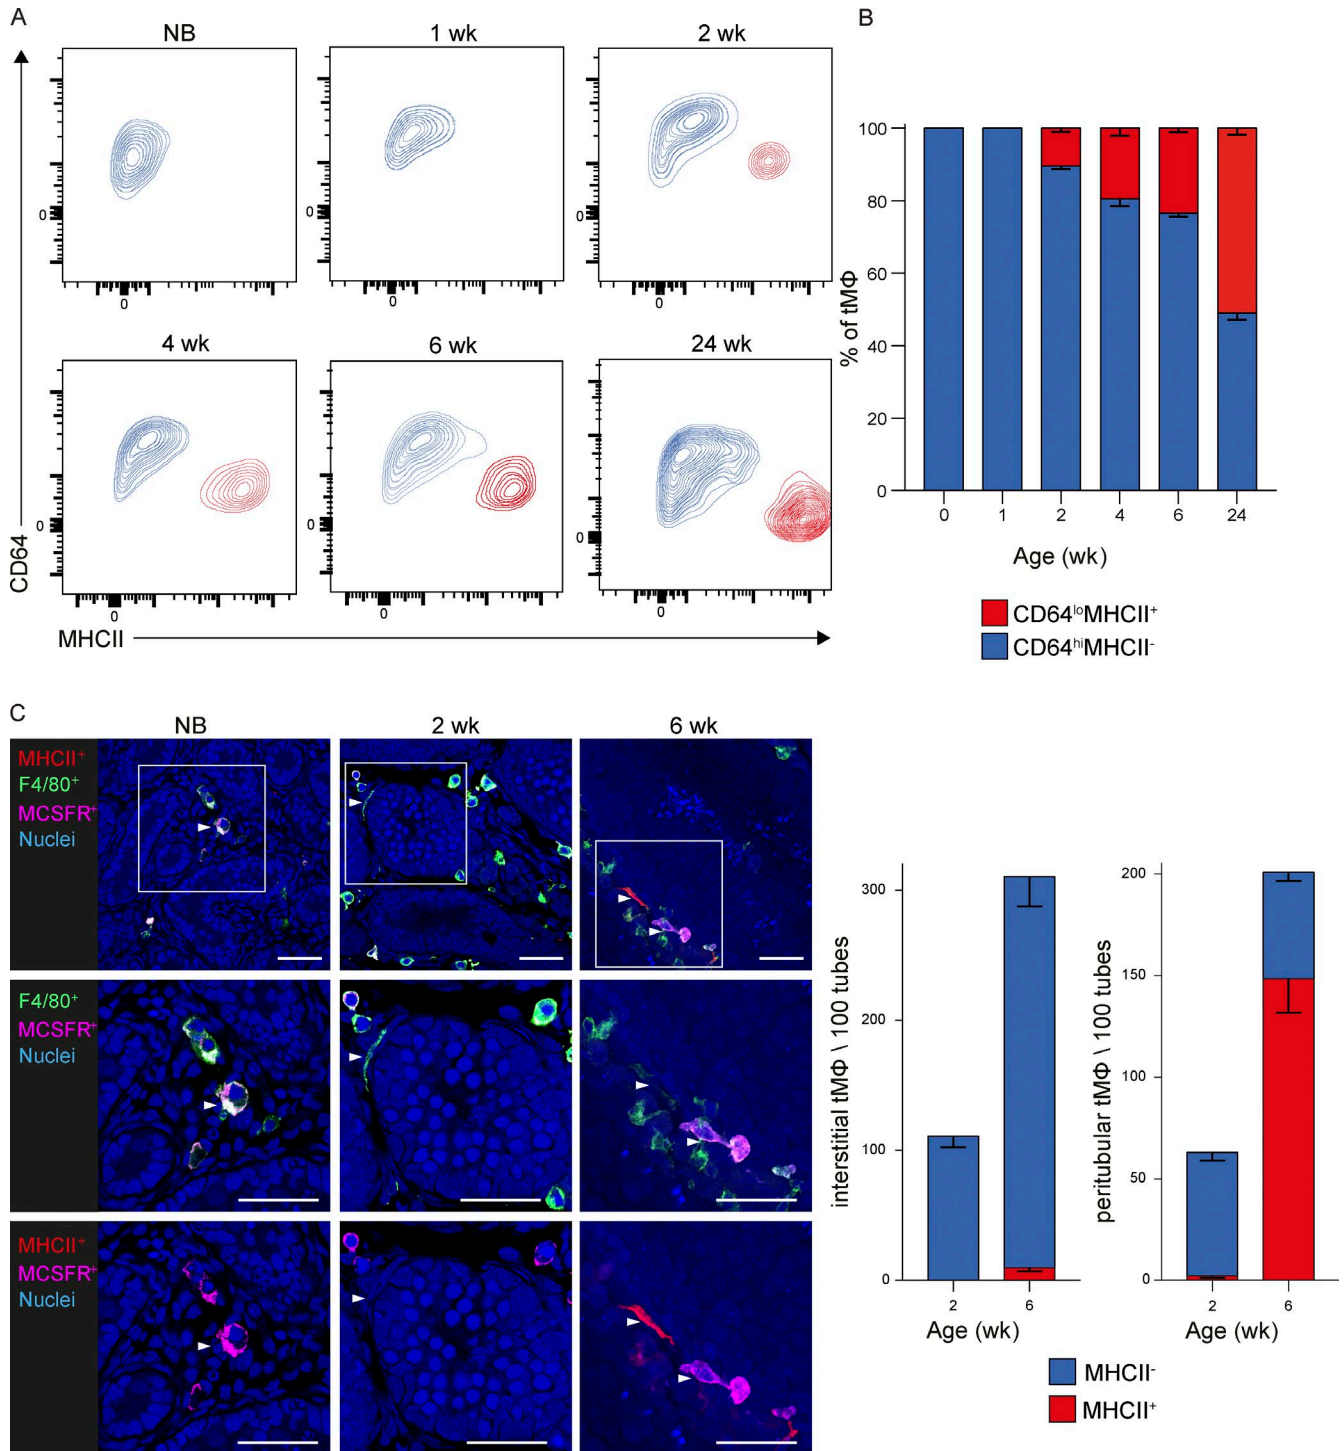 A
B
NB
1 wk
2 wk
0
0
0
0
0
0
4 wk
6 wk
24 wk
0
0
0
0
0
0
CD64
MHCII
100
80
60
40
20
0
% of tMΦ
0 1 2 4 6 24
Age (wk)
CD64loMHCII+
CD64hiMHCII-
C
NB
2 wk
6 wk
MHCII+
F4/80+
MCSFR+
Nuclei
F4/80+
MCSFR+
Nuclei
MHCII+
MCSFR+
Nuclei
300
200
100
0
interstitial tMΦ \ 100 tubes
2 6
Age (wk)
200
150
100
50
0
peritubular tMΦ \ 100 tubes
2 6
Age (wk)
MHCII-
MHCII+